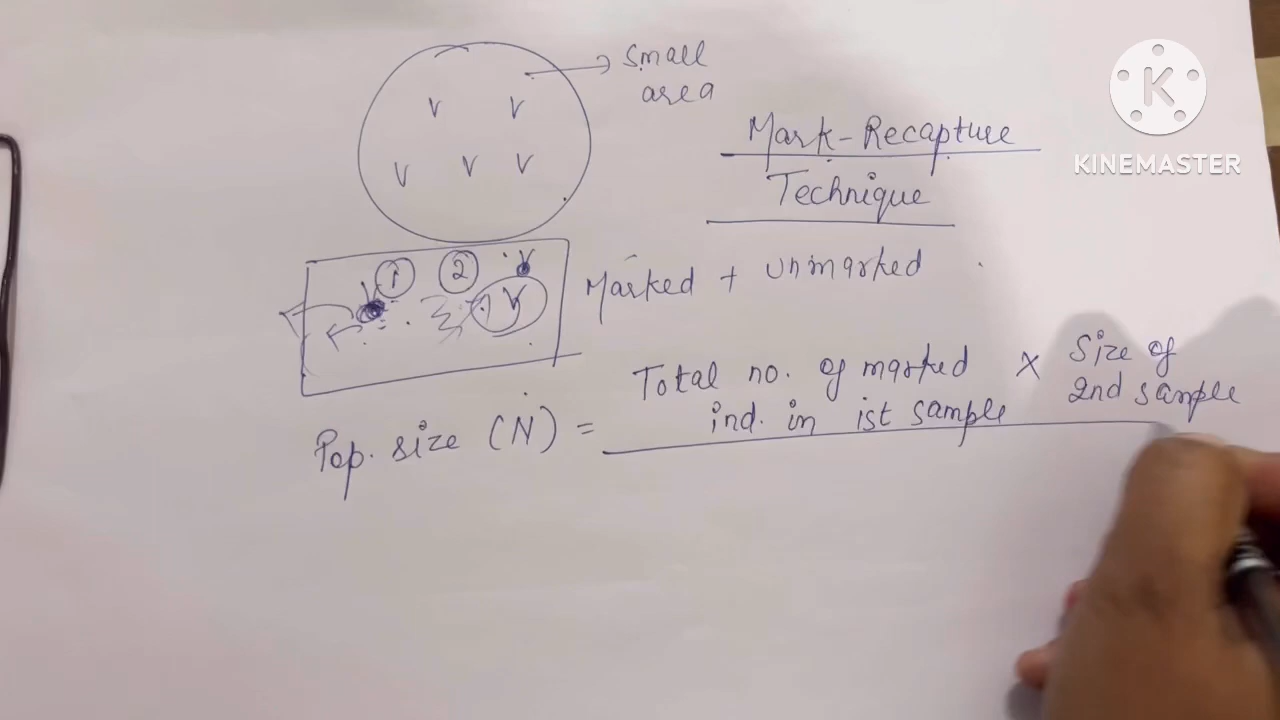 Small
area
Mark-Recapture
Technique
K
KINEMASTER
V V
V V V
1 2
V
V
Marked + unmarked
Pop. size (N) =
Total no. of marked
ind. in ist sample
× Size of
2nd sample